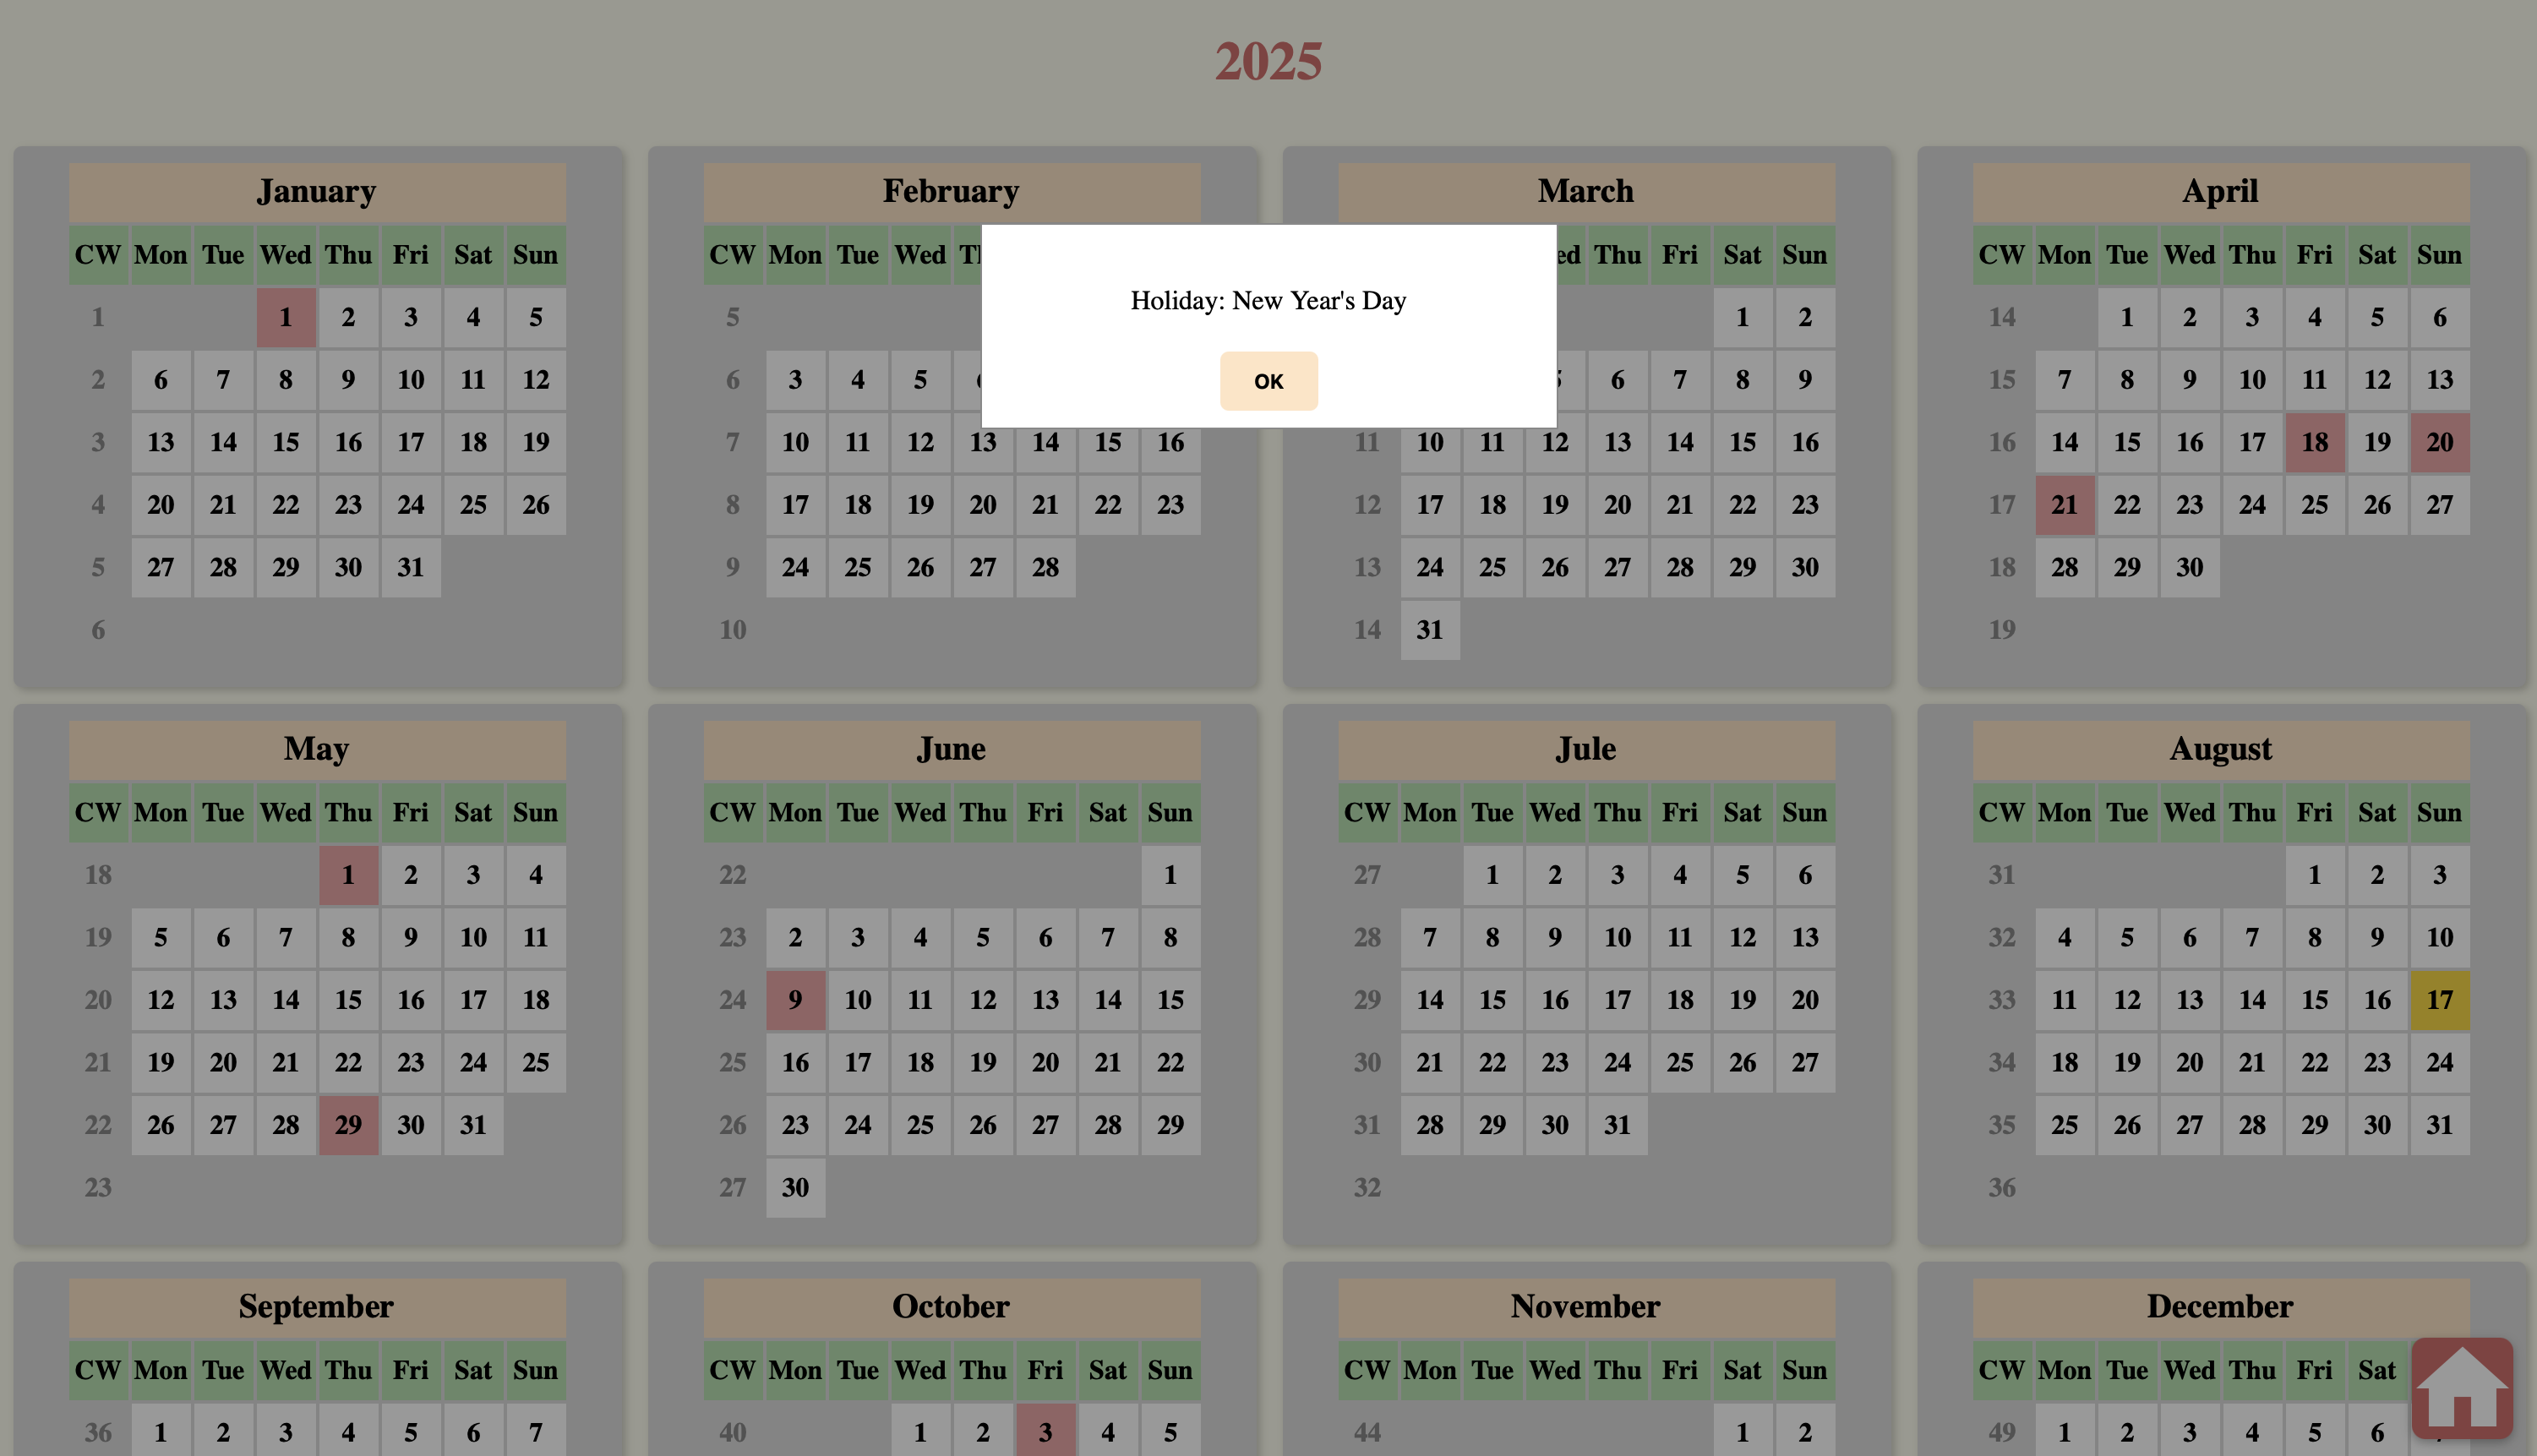 2025
January
CW Mon Tue Wed Thu Fri Sat Sun
1 1 2 3 4 5
2 6 7 8 9 10 11 12
3 13 14 15 16 17 18 19
4 20 21 22 23 24 25 26
5 27 28 29 30 31
6
February
CW Mon Tue Wed
5
6 3 4 5
7 10 11 12 13 14 15 16
8 17 18 19 20 21 22 23
9 24 25 26 27 28
10
Holiday: New Year's Day
OK
March
Thu Fri Sat Sun
1 2
6 7 8 9
11 10 11 12 13 14 15 16
12 17 18 19 20 21 22 23
13 24 25 26 27 28 29 30
14 31
April
CW Mon Tue Wed Thu Fri Sat Sun
14 1 2 3 4 5 6
15 7 8 9 10 11 12 13
16 14 15 16 17 18 19 20
17 21 22 23 24 25 26 27
18 28 29 30
19
May
CW Mon Tue Wed Thu Fri Sat Sun
18 1 2 3 4
19 5 6 7 8 9 10 11
20 12 13 14 15 16 17 18
21 19 20 21 22 23 24 25
22 26 27 28 29 30 31
23
June
CW Mon Tue Wed Thu Fri Sat Sun
22 1
23 2 3 4 5 6 7 8
24 9 10 11 12 13 14 15
25 16 17 18 19 20 21 22
26 23 24 25 26 27 28 29
27 30
Jule
CW Mon Tue Wed Thu Fri Sat Sun
27 1 2 3 4 5 6
28 7 8 9 10 11 12 13
29 14 15 16 17 18 19 20
30 21 22 23 24 25 26 27
31 28 29 30 31
32
August
CW Mon Tue Wed Thu Fri Sat Sun
31 1 2 3
32 4 5 6 7 8 9 10
33 11 12 13 14 15 16 17
34 18 19 20 21 22 23 24
35 25 26 27 28 29 30 31
36
September
CW Mon Tue Wed Thu Fri Sat Sun
36 1 2 3 4 5 6 7
October
CW Mon Tue Wed Thu Fri Sat Sun
40 1 2 3 4 5
November
CW Mon Tue Wed Thu Fri Sat Sun
44 1 2
December
CW Mon Tue Wed Thu Fri Sat
49 1 2 3 4 5 6